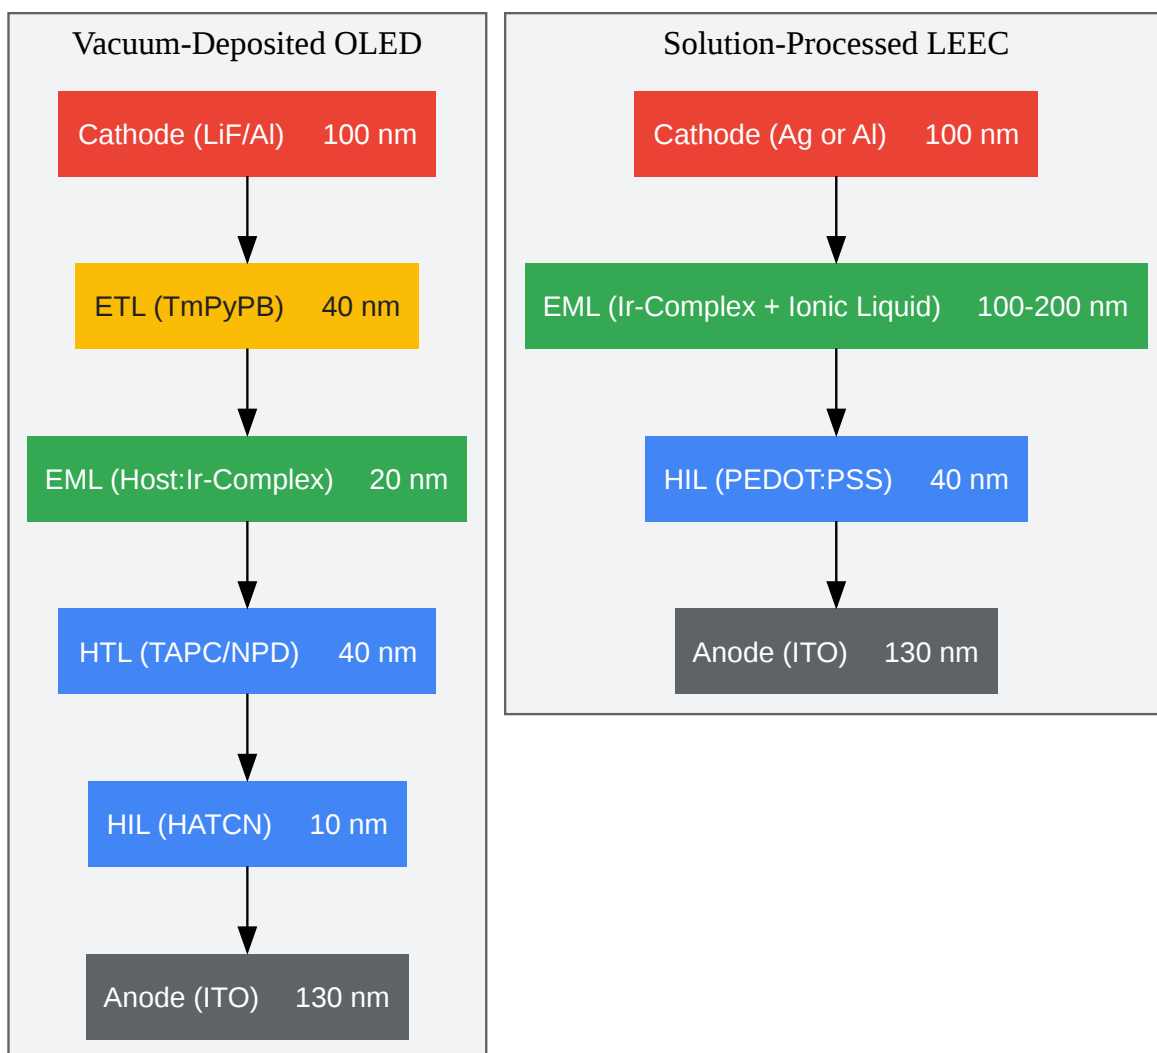 Vacuum-Deposited OLED
Cathode (LiF/Al) 100 nm
ETL (TmPyPB) 40 nm
EML (Host:Ir-Complex) 20 nm
HTL (TAPC/NPD) 40 nm
HIL (HATCN) 10 nm
Anode (ITO) 130 nm
Solution-Processed LEEC
Cathode (Ag or Al) 100 nm
EML (Ir-Complex + Ionic Liquid) 100-200 nm
HIL (PEDOT:PSS) 40 nm
Anode (ITO) 130 nm